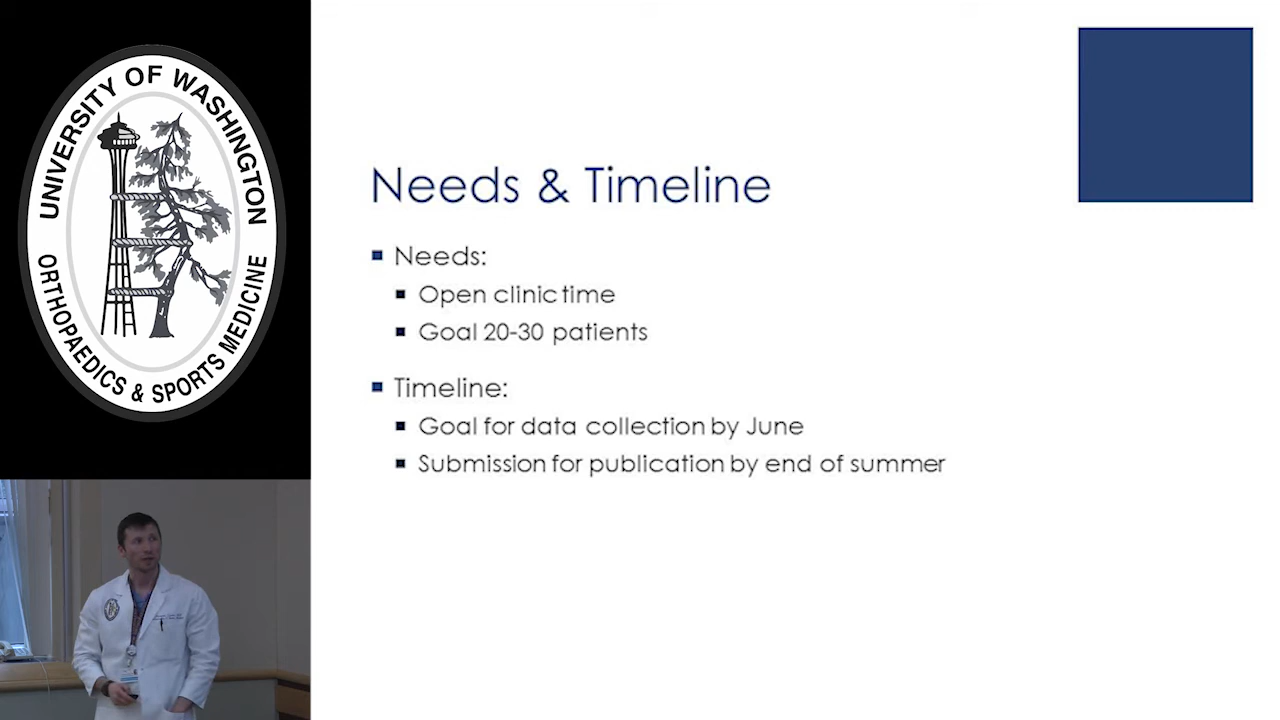 UNIVERSITY OF WASHINGTON
ORTHOPAEDICS & SPORTS MEDICINE
Needs & Timeline
Needs:
Open clinic time
Goal 20-30 patients
Timeline:
Goal for data collection by June
Submission for publication by end of summer